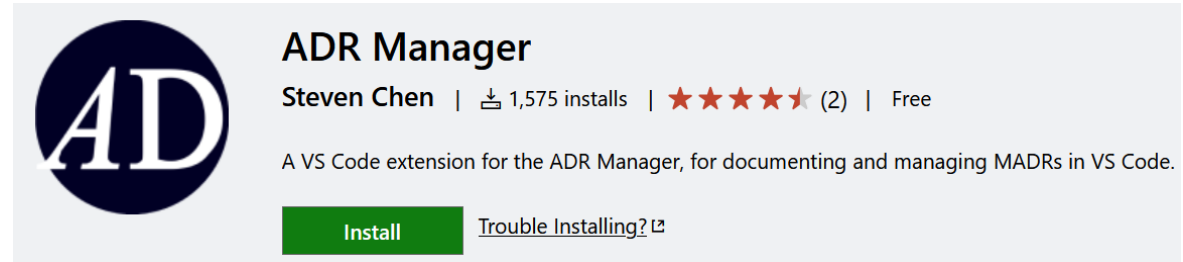 AD
ADR Manager
Steven Chen | 1,575 installs | (2) | Free
A VS Code extension for the ADR Manager, for documenting and managing MADRs in VS Code.
Install Trouble Installing?